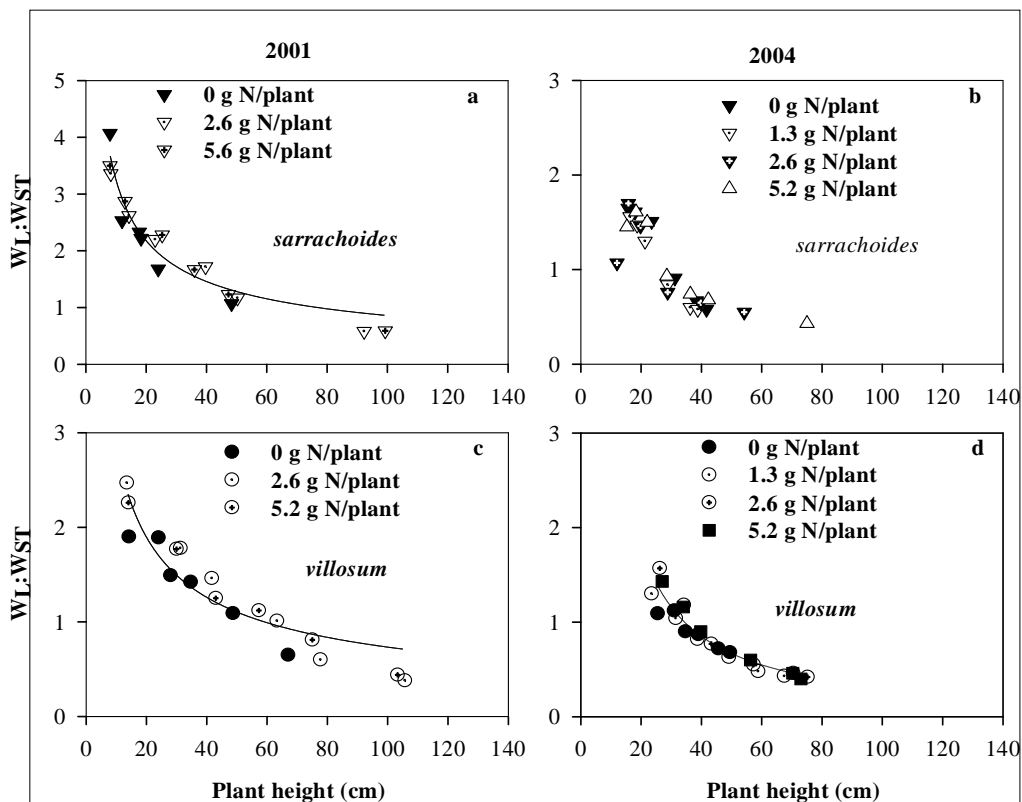 2001
2004
5
4
3
2
1
0
WL:WST
a
0 g N/plant
2.6 g N/plant
5.6 g N/plant
sarrachoides
0 20 40 60 80 100 120 140
3
2
1
0
b
0 g N/plant
1.3 g N/plant
2.6 g N/plant
5.2 g N/plant
sarrachoides
0 20 40 60 80 100 120 140
3
2
1
0
WL:WST
c
0 g N/plant
2.6 g N/plant
5.2 g N/plant
villosum
0 20 40 60 80 100 120 140
Plant height (cm)
3
2
1
0
d
0 g N/plant
1.3 g N/plant
2.6 g N/plant
5.2 g N/plant
villosum
0 20 40 60 80 100 120 140
Plant height (cm)